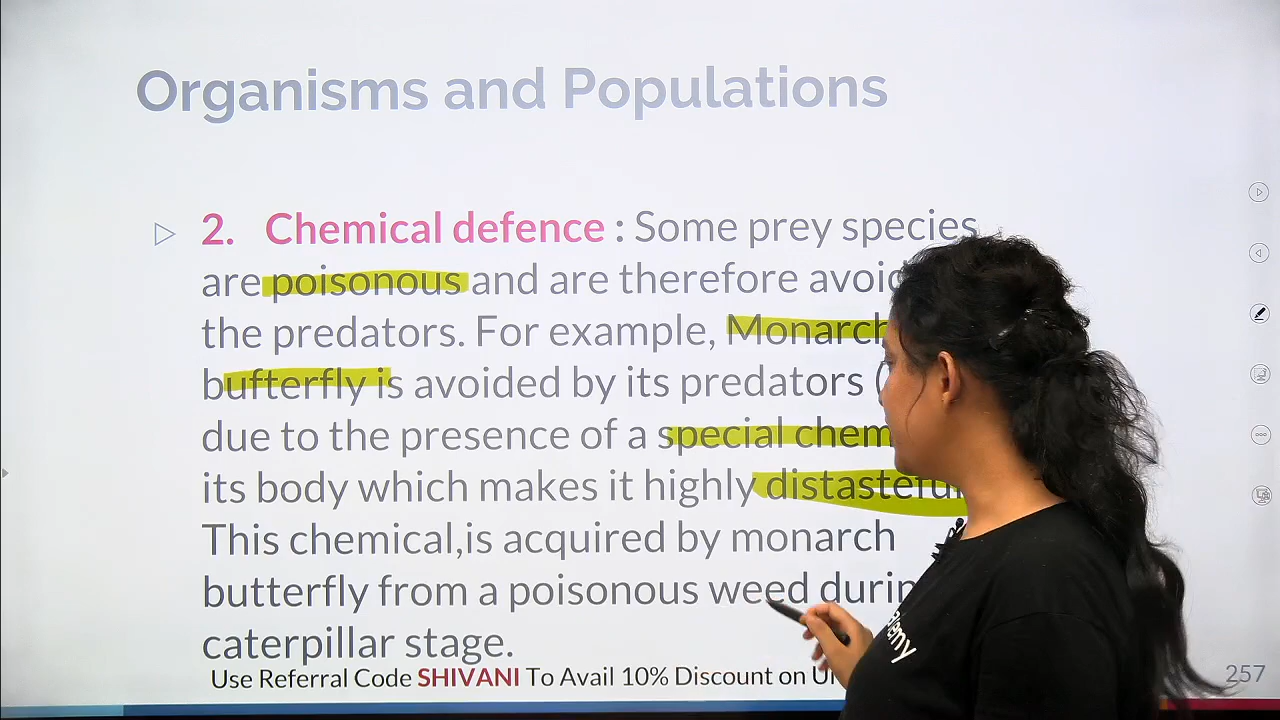 Organisms and Populations
2. Chemical defence : Some prey species
are poisonous and are therefore
the predators. For example, Monarch
butterfly is avoided by its predators (
due to the presence of a special
its body which makes it highly distasteful
This chemical,is acquired by monarch
butterfly from a poisonous weed
caterpillar stage.
Use Referral Code SHIVANI To Avail 10% Discount on
257